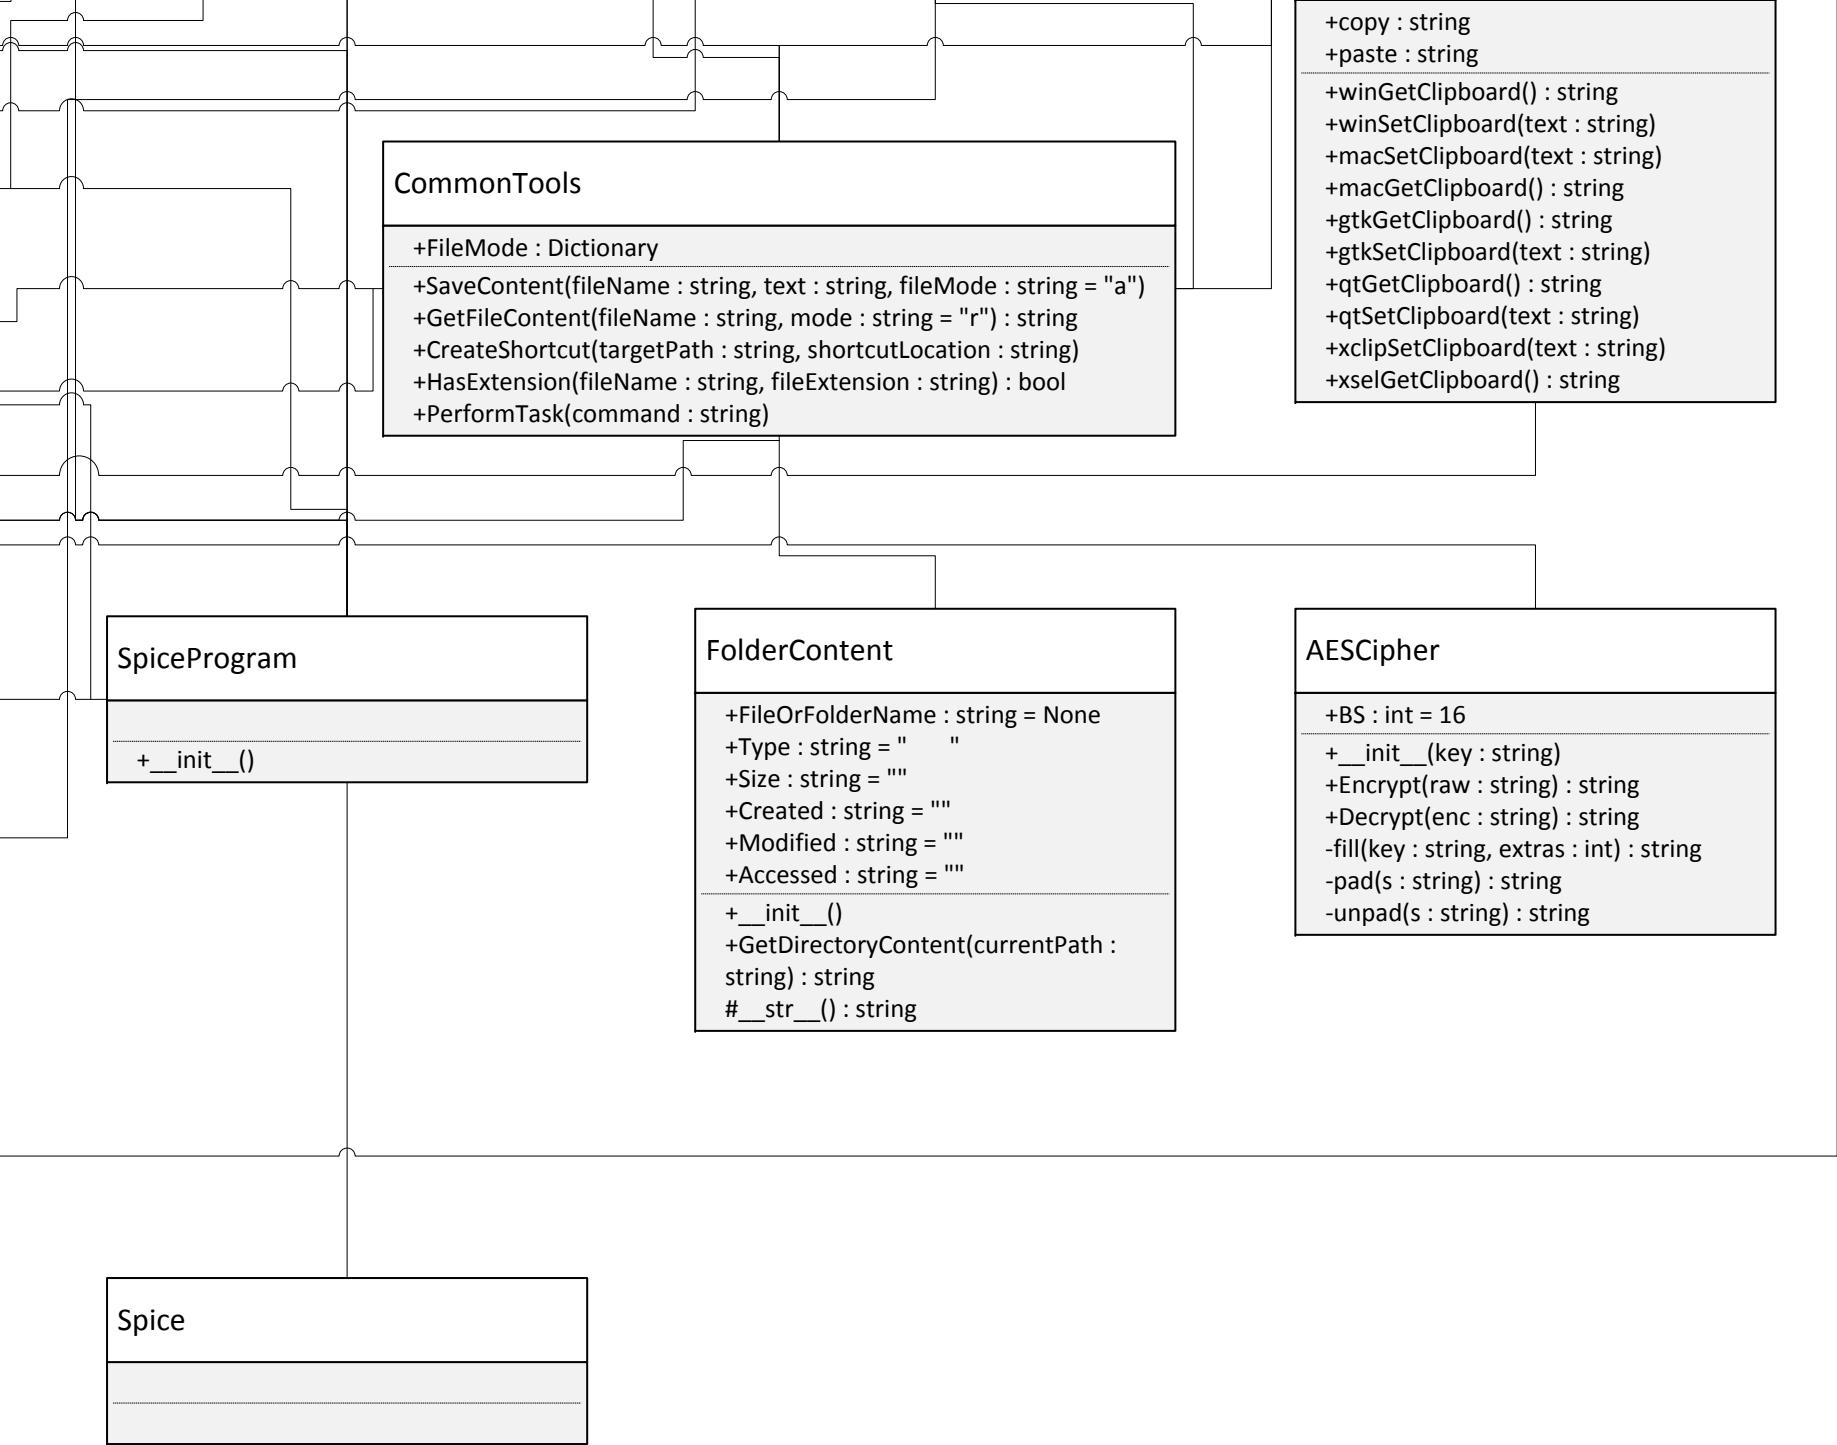 +copy : string
+paste : string
+winGetClipboard() : string
+winSetClipboard(text : string)
+macSetClipboard(text : string)
+macGetClipboard() : string
+gtkGetClipboard() : string
+gtkSetClipboard(text : string)
+qtGetClipboard() : string
+qtSetClipboard(text : string)
+xclipSetClipboard(text : string)
+xselGetClipboard() : string
CommonTools
+FileMode : Dictionary
+SaveContent(fileName : string, text : string, fileMode : string = "a")
+GetFileContent(fileName : string, mode : string = "r") : string
+CreateShortcut(targetPath : string, shortcutLocation : string)
+HasExtension(fileName : string, fileExtension : string) : bool
+PerformTask(command : string)
SpiceProgram
+__init__()
FolderContent
+FileOrFolderName : string = None
+Type : string = "      "
+Size : string = ""
+Created : string = ""
+Modified : string = ""
+Accessed : string = ""
+__init__()
+GetDirectoryContent(currentPath :
string) : string
#__str__() : string
AESCipher
+BS : int = 16
+__init__(key : string)
+Encrypt(raw : string) : string
+Decrypt(enc : string) : string
-fill(key : string, extras : int) : string
-pad(s : string) : string
-unpad(s : string) : string
Spice